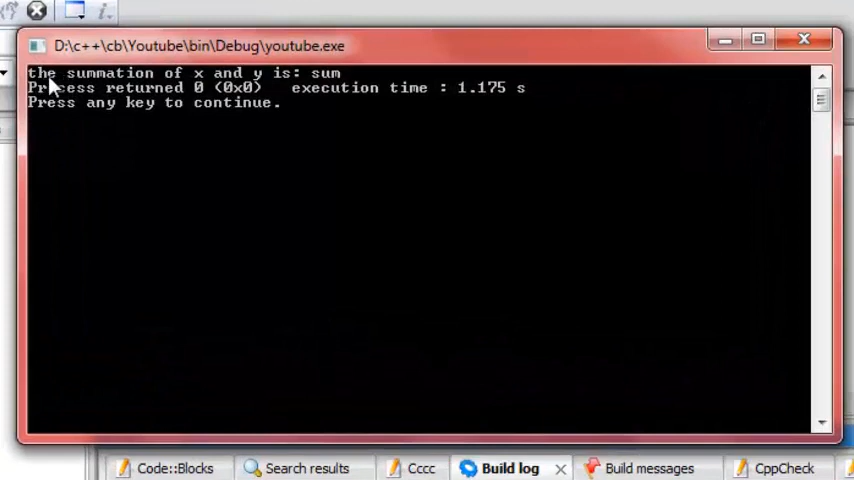 D:\c++\cb\Youtube\bin\Debug\youtube.exe
the summation of x and y is: sum
Process returned 0 (0x0)   execution time : 1.175 s
Press any key to continue.
Code::Blocks
Search results
Cccc
Build log
Build messages
CppCheck